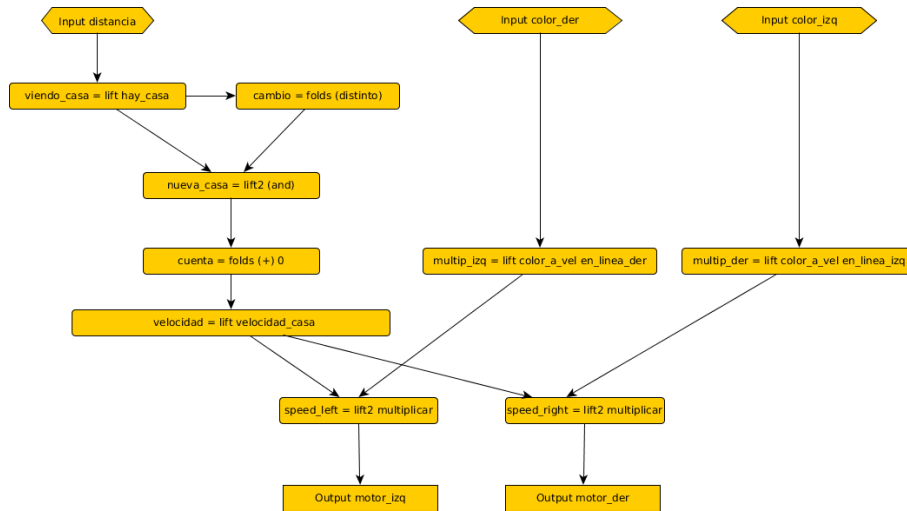 Input distancia
Input color_der
Input color_izq
viendo_casa = lift hay_casa
cambio = folds (distinto)
nueva_casa = lift2 (and)
cuenta = folds (+) 0
multip_izq = lift color_a_vel en_linea_der
multip_der = lift color_a_vel en_linea_izq
velocidad = lift velocidad_casa
speed_left = lift2 multiplicar
speed_right = lift2 multiplicar
Output motor_izq
Output motor_der